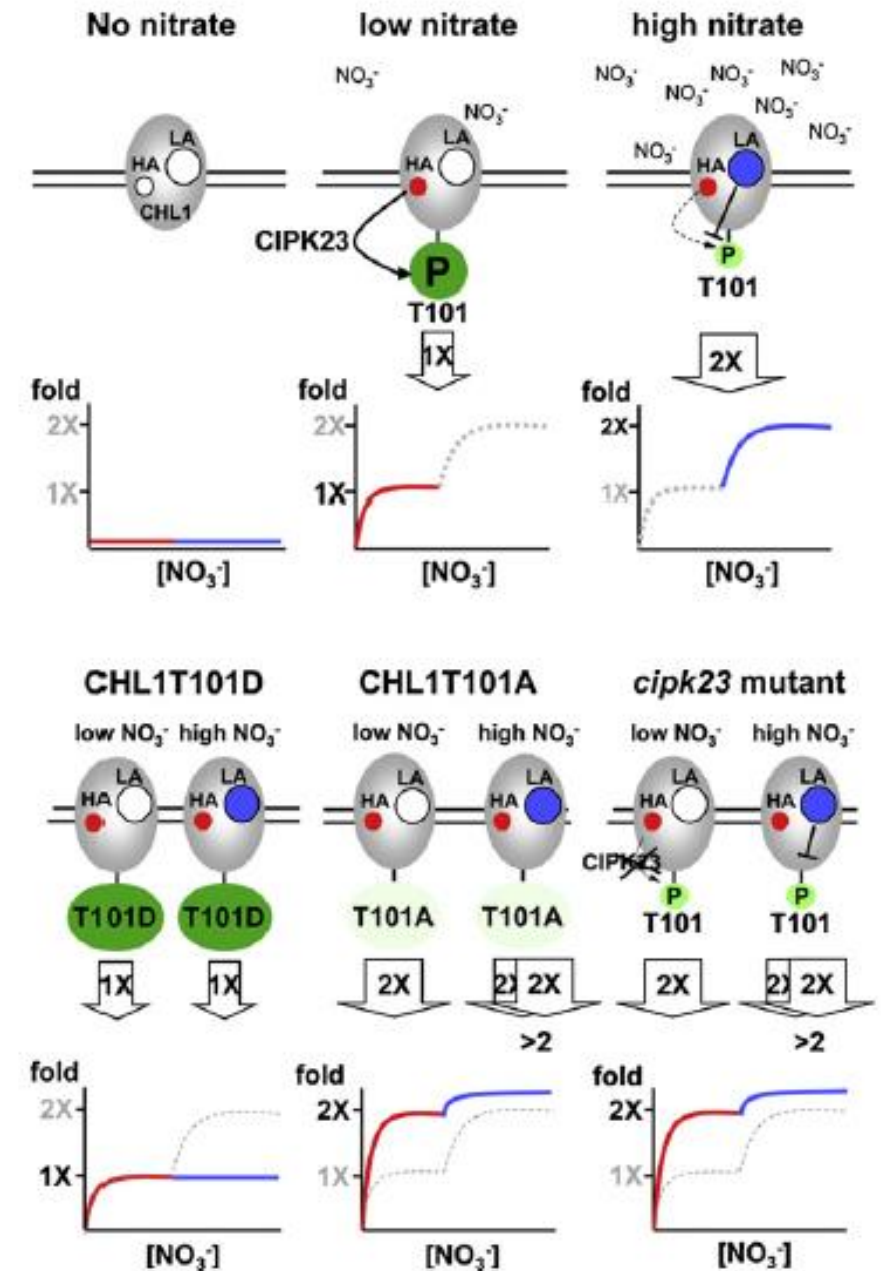 No nitrate low nitrate high nitrate
NO₃⁻ NO₃⁻
NO₃⁻ NO₃⁻ NO₃⁻ NO₃⁻ NO₃⁻ NO₃⁻
LA LA LA
HA HA HA
CHL1
CIPK23
P P
T101 T101
1X 2X
fold fold fold
2X 2X 2X
1X 1X 1X
[NO₃⁻] [NO₃⁻] [NO₃⁻]
CHL1T101D CHL1T101A cipk23 mutant
low NO₃⁻ high NO₃⁻ low NO₃⁻ high NO₃⁻ low NO₃⁻ high NO₃⁻
LA LA LA LA LA LA
HA HA HA HA HA HA
CIPK23
P P
T101D T101D T101A T101A T101 T101
1X 1X 2X 2X 2X 2X 2X 2X
>2 >2
fold fold fold
2X 2X 2X
1X 1X 1X
[NO₃⁻] [NO₃⁻] [NO₃⁻]